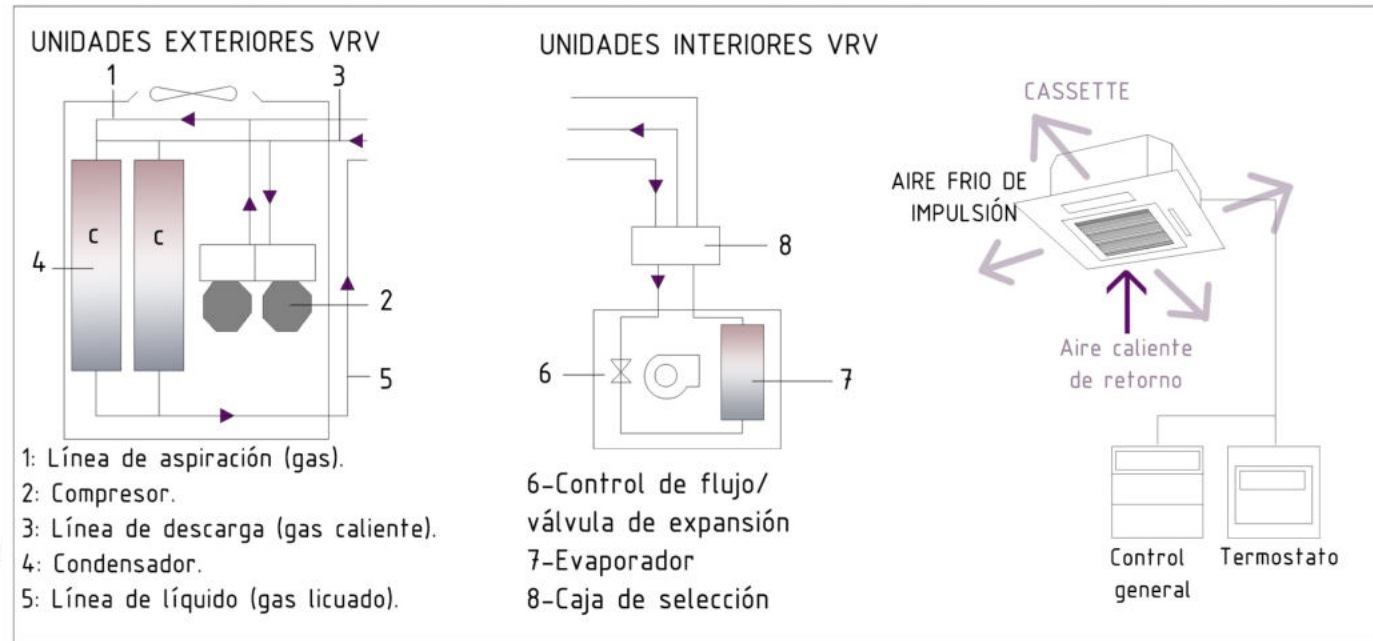 UNIDADES EXTERIORES VRV
1
3
C
C
4
2
5
1: Línea de aspiración (gas).
2: Compresor.
3: Línea de descarga (gas caliente).
4: Condensador.
5: Línea de líquido (gas licuado).
UNIDADES INTERIORES VRV
8
6
7
6-Control de flujo/
válvula de expansión
7-Evaporador
8-Caja de selección
CASSETTE
AIRE FRIO DE
IMPULSIÓN
Aire caliente
de retorno
Control
general
Termostato